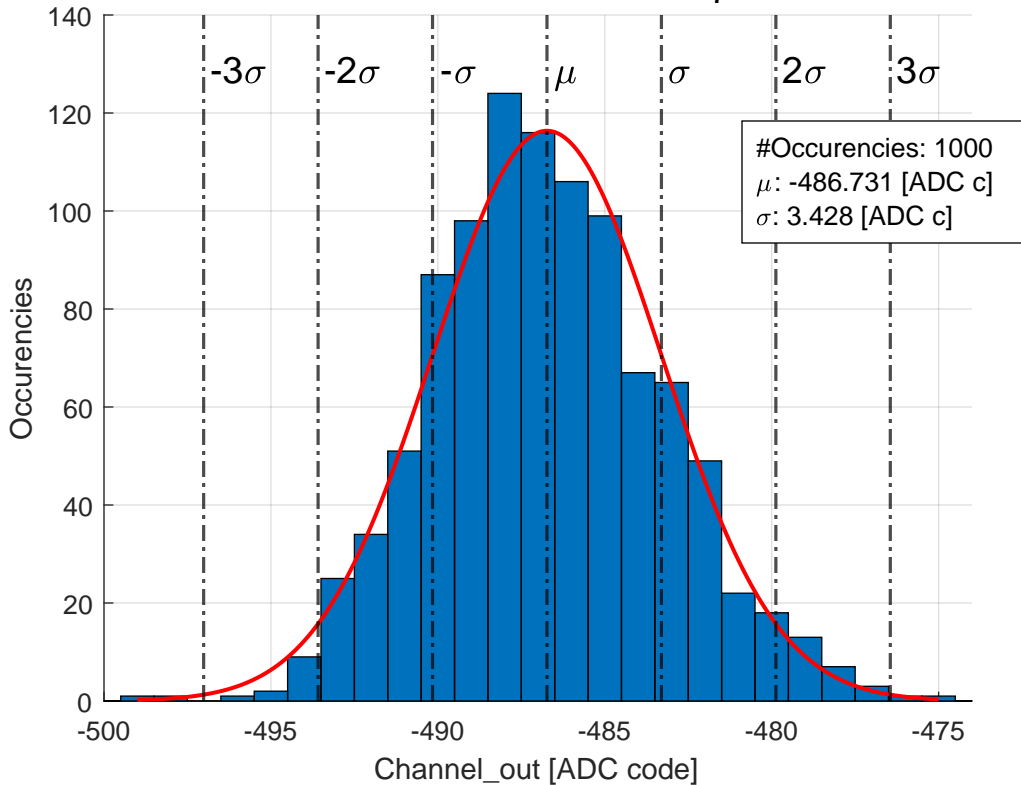 140
120
100
80
60
40
20
0
Occurencies
-3σ -2σ -σ μ σ 2σ 3σ
#Occurencies: 1000
μ: -486.731 [ADC c]
σ: 3.428 [ADC c]
-500 -495 -490 -485 -480 -475
Channel_out [ADC code]